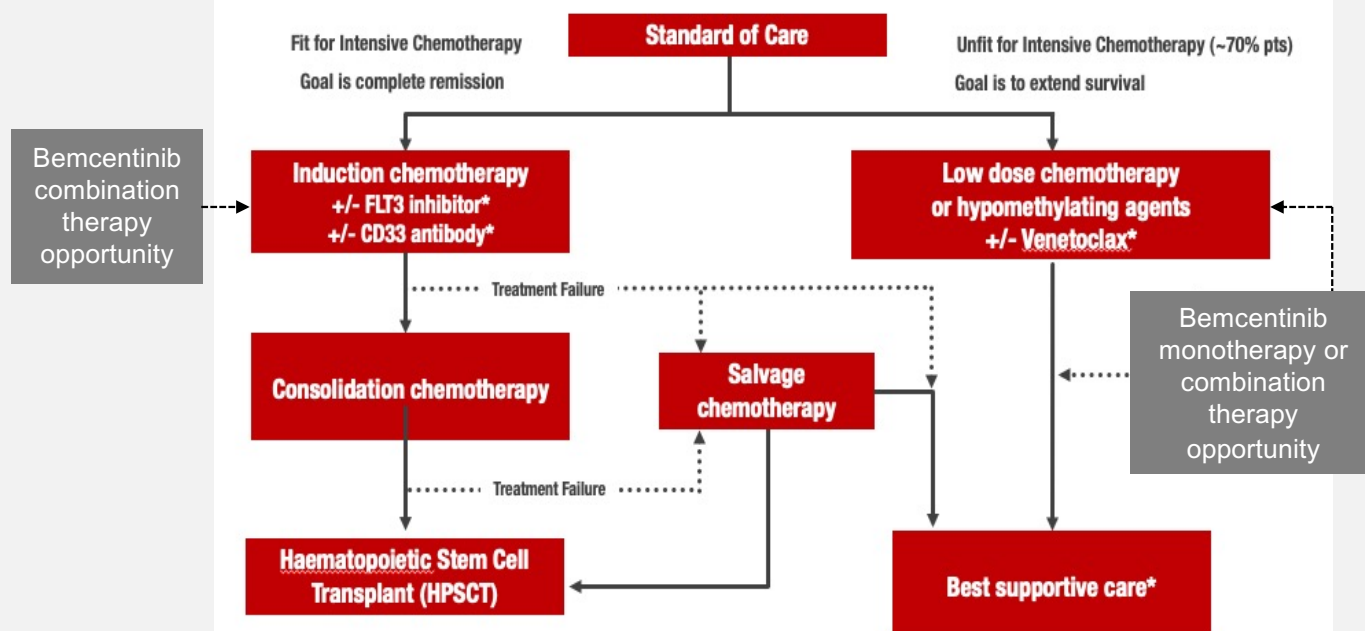 Standard of Care
Fit for Intensive Chemotherapy
Goal is complete remission
Unfit for Intensive Chemotherapy (~70% pts)
Goal is to extend survival
Bemcentinib
combination
therapy
opportunity
Induction chemotherapy
+/- FLT3 inhibitor*
+/- CD33 antibody*
Low dose chemotherapy
or hypomethylating agents
+/- Venetoclax*
Treatment Failure
Consolidation chemotherapy
Salvage
chemotherapy
Bemcentinib
monotherapy or
combination
therapy
opportunity
Treatment Failure
Haematopoietic Stem Cell
Transplant (HPSCT)
Best supportive care*